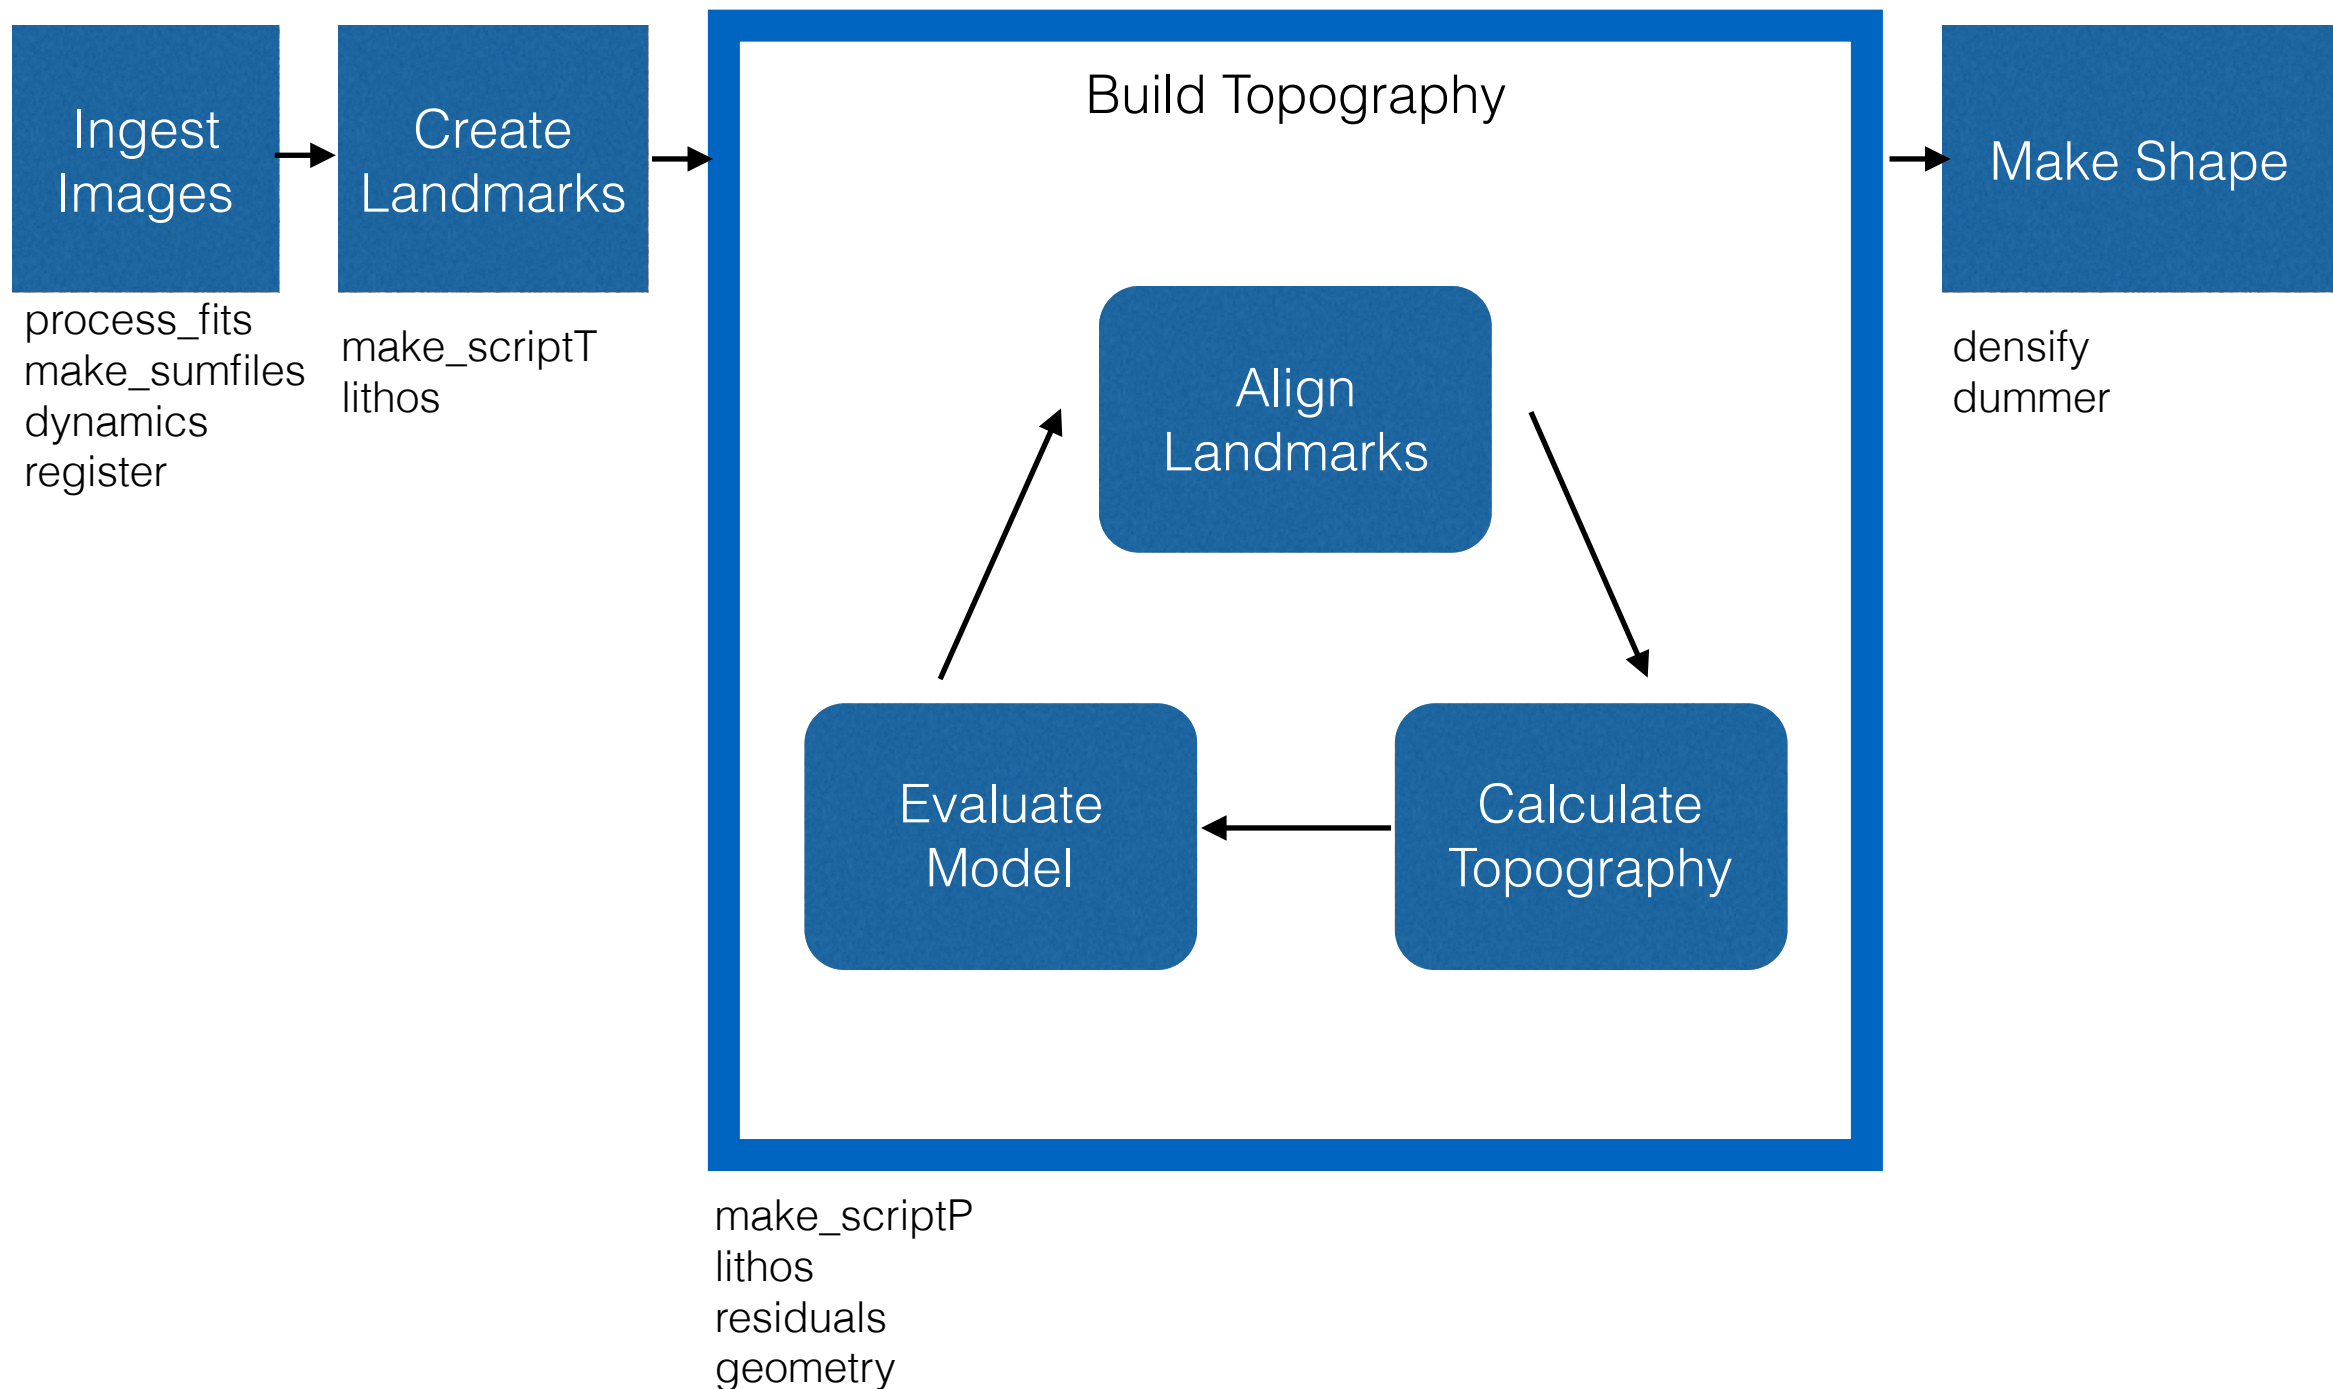 Ingest
Images
process_fits
make_sumfiles
dynamics
register
Create
Landmarks
make_scriptT
lithos
Build Topography
Align
Landmarks
Calculate
Topography
Evaluate
Model
make_scriptP
lithos
residuals
geometry
Make Shape
densify
dummer